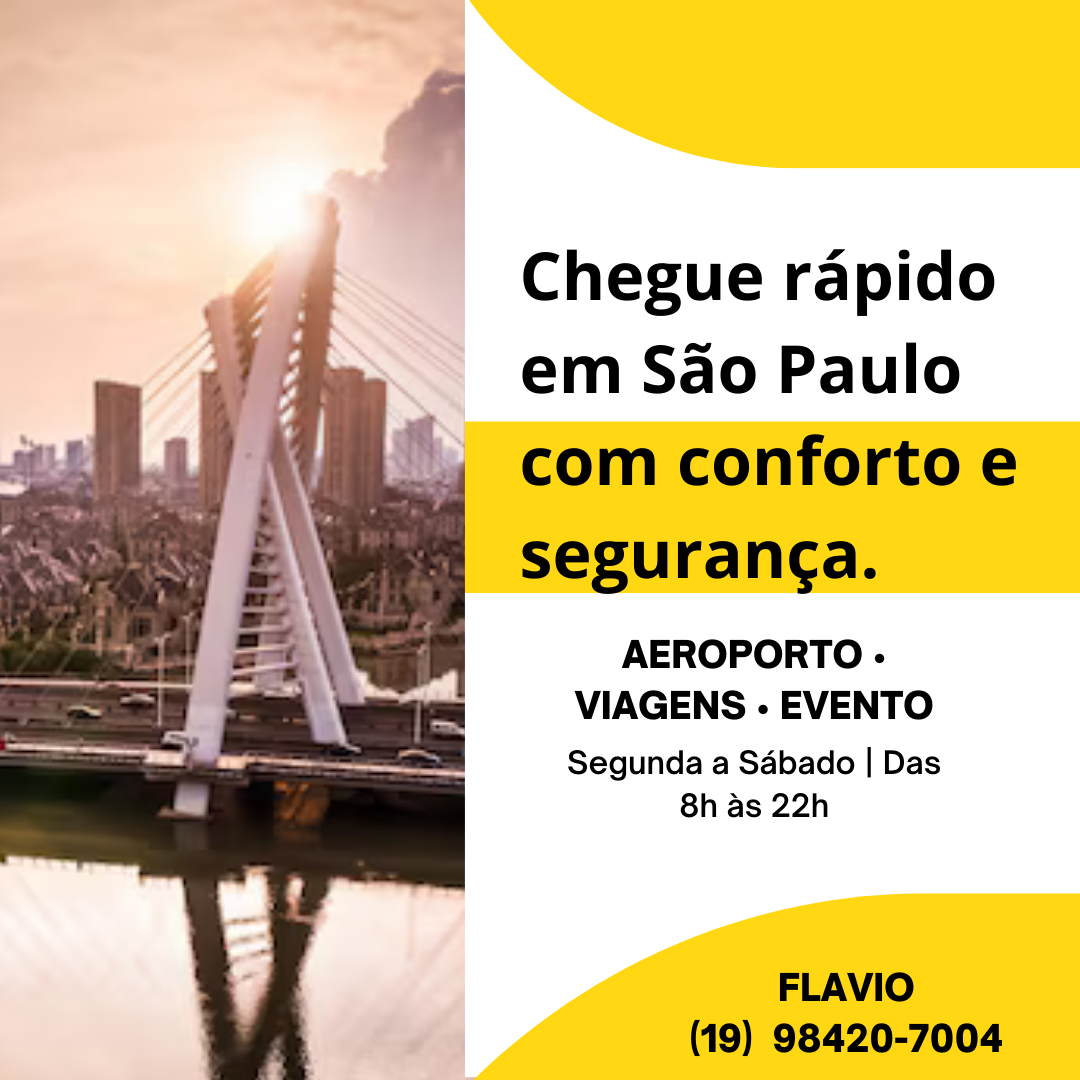 Chegue rápido
em São Paulo
com conforto e
segurança.
AEROPORTO •
VIAGENS • EVENTO
Segunda a Sábado | Das
8h às 22h
FLAVIO
(19) 98420-7004